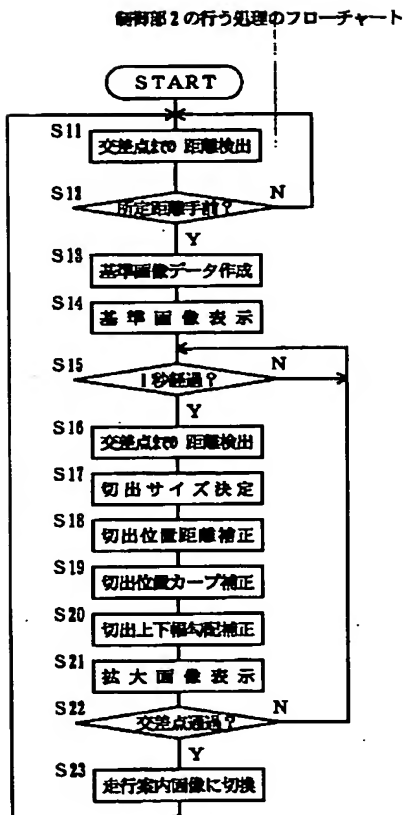 制御部2の行う処理のフローチャート
START
S11
交差点まで 距離検出
S12
所定距離手前?
N
Y
S13
基準画像データ作成
S14
基準画像表示
S15
1秒経過?
N
Y
S16
交差点まで 距離検出
S17
切出サイズ決定
S18
切出位置距離補正
S19
切出位置カーブ補正
S20
切出上下幅勾配補正
S21
拡大画像表示
S22
交差点通過?
N
Y
S23
走行案内画像に切換